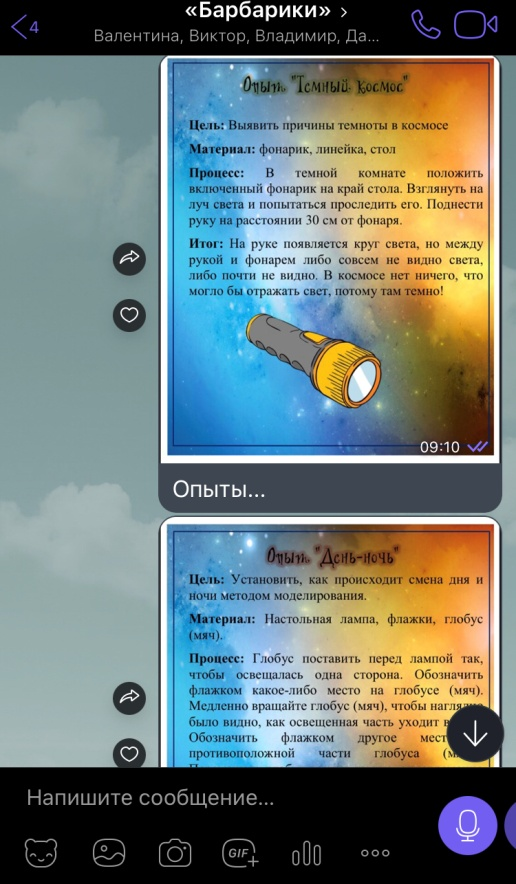 4
«Барбарики» >
Валентина, Виктор, Владимир, Да...
Опыт "Темный космос"
Цель: Выявить причины темноты в космосе
Материал: фонарик, линейка, стол
Процесс: В темной комнате положить
включенный фонарик на край стола. Взглянуть на
луч света и попытаться проследить его. Поднести
руку на расстоянии 30 см от фонаря.
Итог: На руке появляется круг света, но между
рукой и фонарем либо совсем не видно света,
либо почти не видно. В космосе нет ничего, что
могло бы отражать свет, потому там темно!
09:10
Опыты...
Опыт "День-ночь"
Цель: Установить, как происходит смена дня и
ночи методом моделирования.
Материал: Настольная лампа, флажки, глобус
(мяч).
Процесс: Глобус поставить перед лампой так,
чтобы освещалась одна сторона. Обозначить
флажком какое-либо место на глобусе (мяч).
Медленно вращайте глобус (мяч), чтобы наглядно
было видно, как освещенная часть уходит в
Обозначить флажком другое
противоположной части глобуса
Напишите сообщение...
GIF